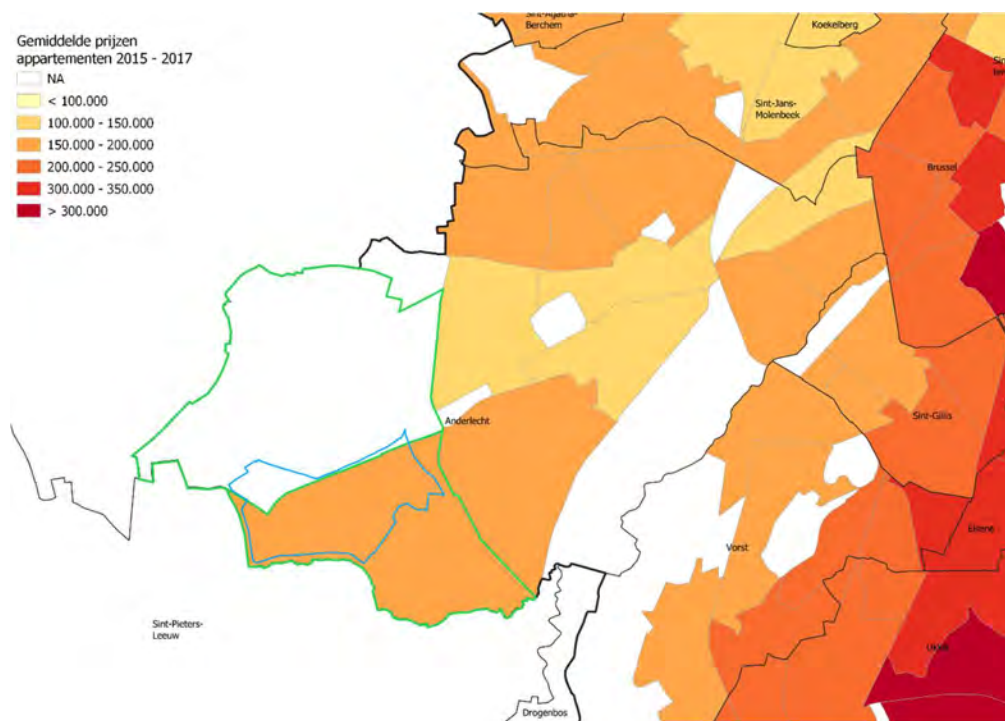 Gemiddelde prijzen
appartementen 2015 - 2017
NA
< 100.000
100.000 - 150.000
150.000 - 200.000
200.000 - 250.000
300.000 - 350.000
> 300.000
Sint-Agatha-
Berchem
Koekelberg
Sint-Jans-
Molenbeek
Brussel
Anderlecht
Sint-Gillis
Elsene
Vorst
Sint-Pieters-
Leeuw
Ukkel
Drogenbos